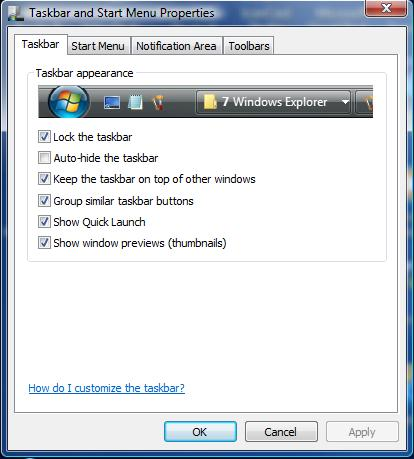 Taskbar and Start Menu Properties
Taskbar Start Menu Notification Area Toolbars
Taskbar appearance
7 Windows Explorer
Lock the taskbar
Auto-hide the taskbar
Keep the taskbar on top of other windows
Group similar taskbar buttons
Show Quick Launch
Show window previews (thumbnails)
How do I customize the taskbar?
OK Cancel Apply